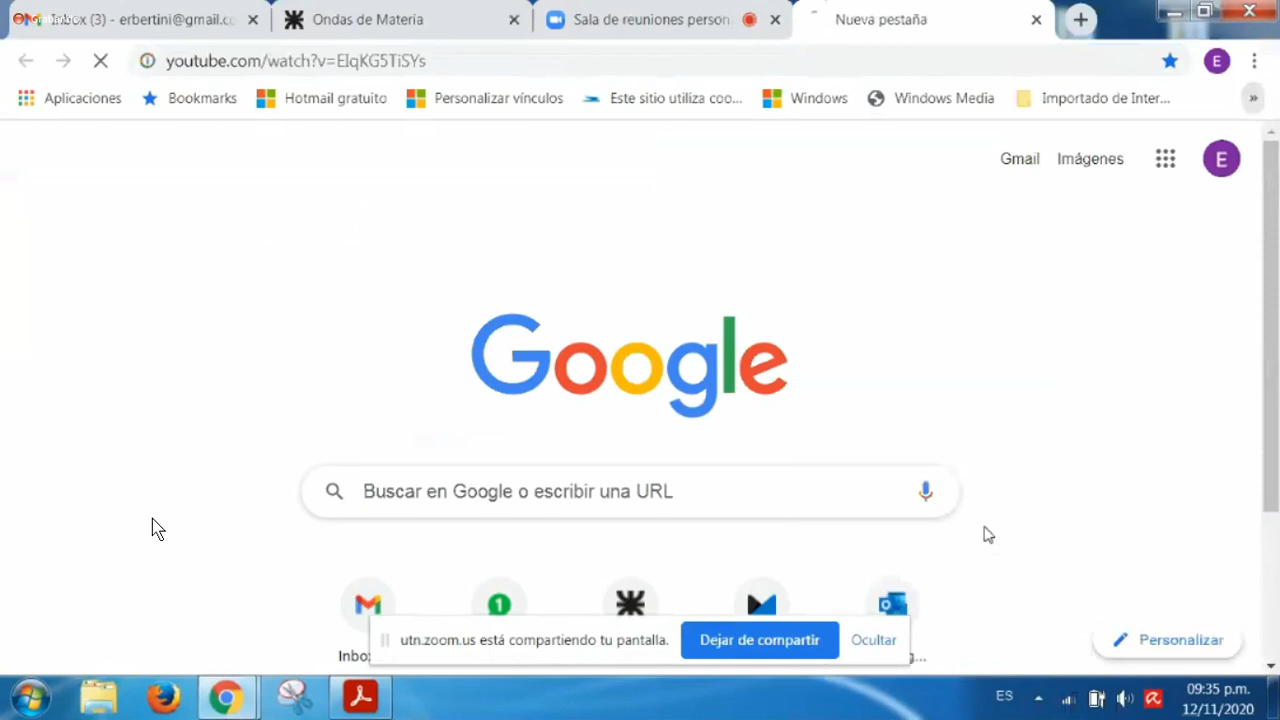 Inbox (3) - erbertini@gmail.co
Ondas de Materia
Sala de reuniones person
Nueva pestaña
youtube.com/watch?v=EIqKG5TiSYs
E
Aplicaciones
Bookmarks
Hotmail gratuito
Personalizar vínculos
Este sitio utiliza coo...
Windows
Windows Media
Importado de Inter...
»
Gmail
Imágenes
E
Google
Buscar en Google o escribir una URL
1
utn.zoom.us está compartiendo tu pantalla.
Dejar de compartir
Ocultar
Inbo
g...
Personalizar
ES
09:35 p.m.
12/11/2020